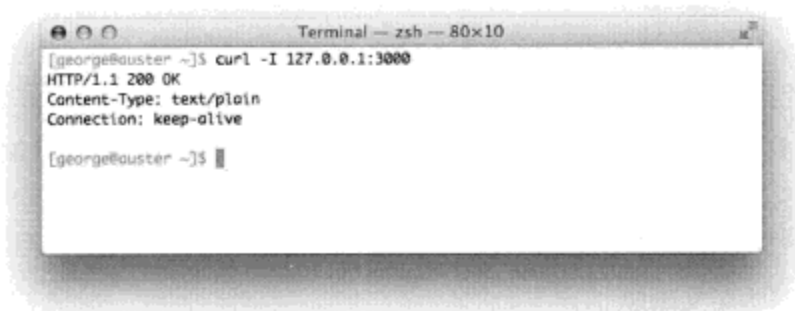 Terminal — zsh — 80×10
[george@auster ~]$ curl -I 127.0.0.1:3000
HTTP/1.1 200 OK
Content-Type: text/plain
Connection: keep-alive
[george@auster ~]$